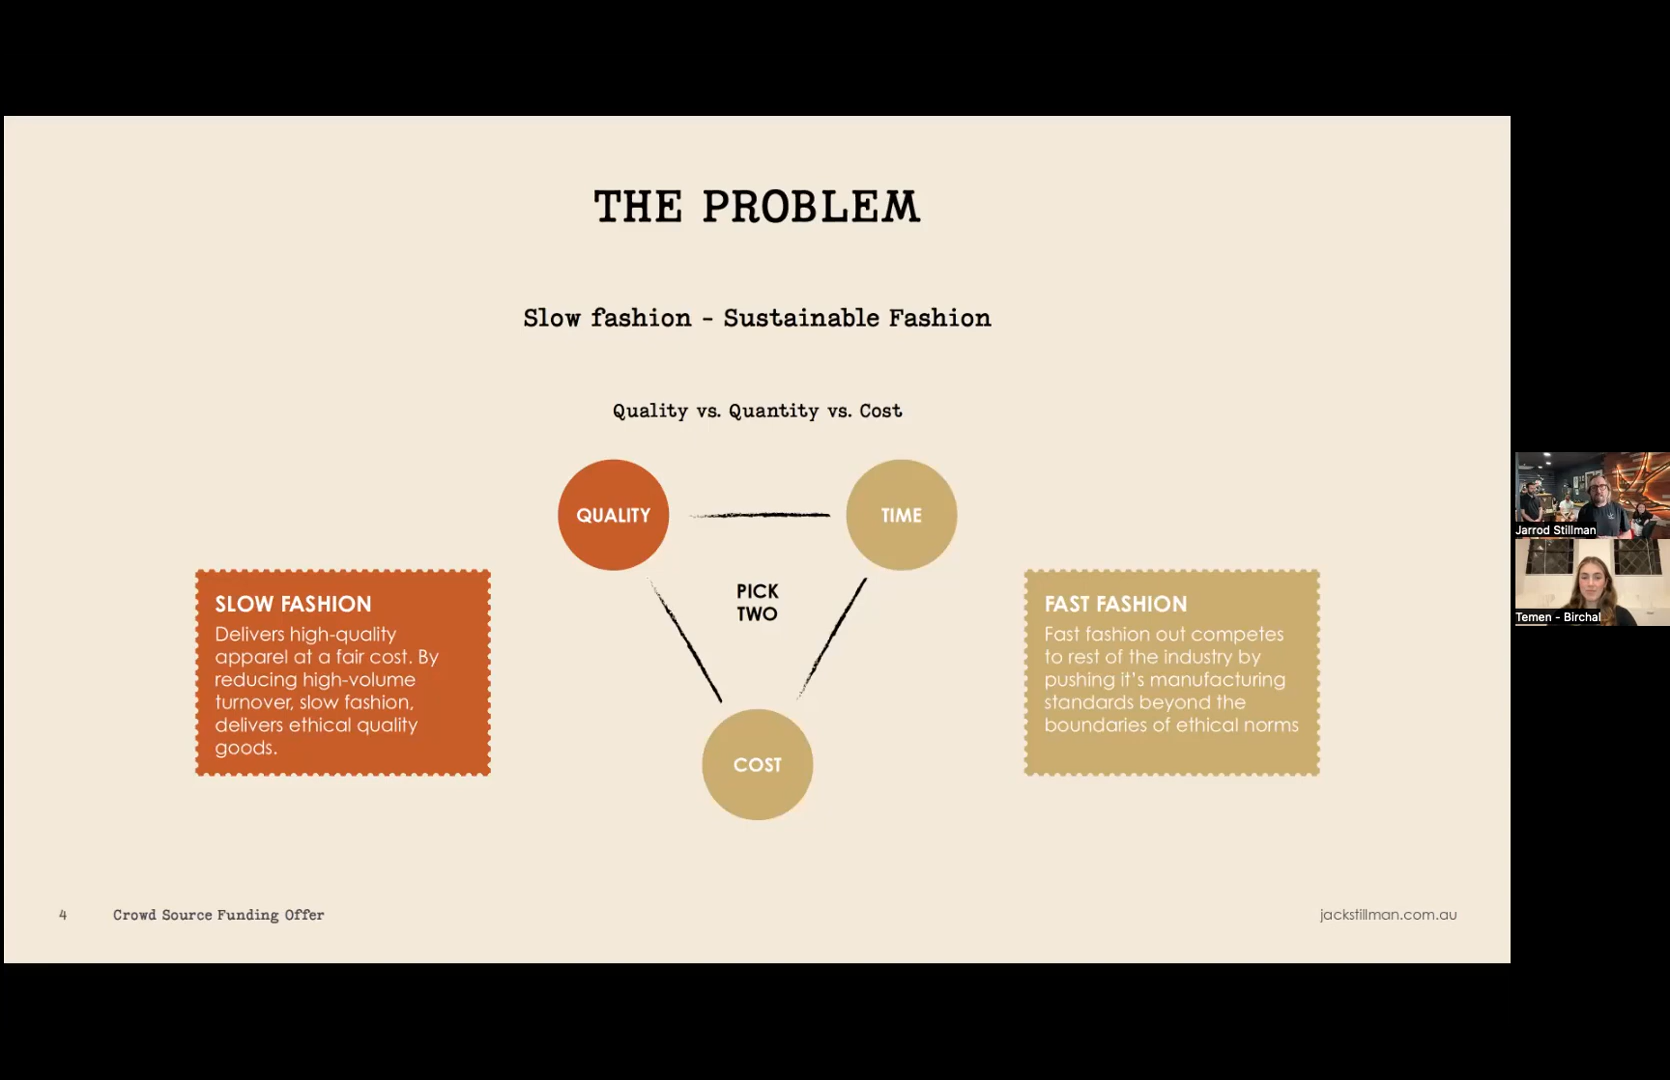 THE PROBLEM
Slow fashion - Sustainable Fashion
Quality vs. Quantity vs. Cost
QUALITY
TIME
PICK
TWO
COST
SLOW FASHION
Delivers high-quality
apparel at a fair cost. By
reducing high-volume
turnover, slow fashion,
delivers ethical quality
goods.
FAST FASHION
Fast fashion out competes
to rest of the industry by
pushing it's manufacturing
standards beyond the
boundaries of ethical norms
4
Crowd Source Funding Offer
jackstillman.com.au
Jarrod Stillman
Temen - Birchal